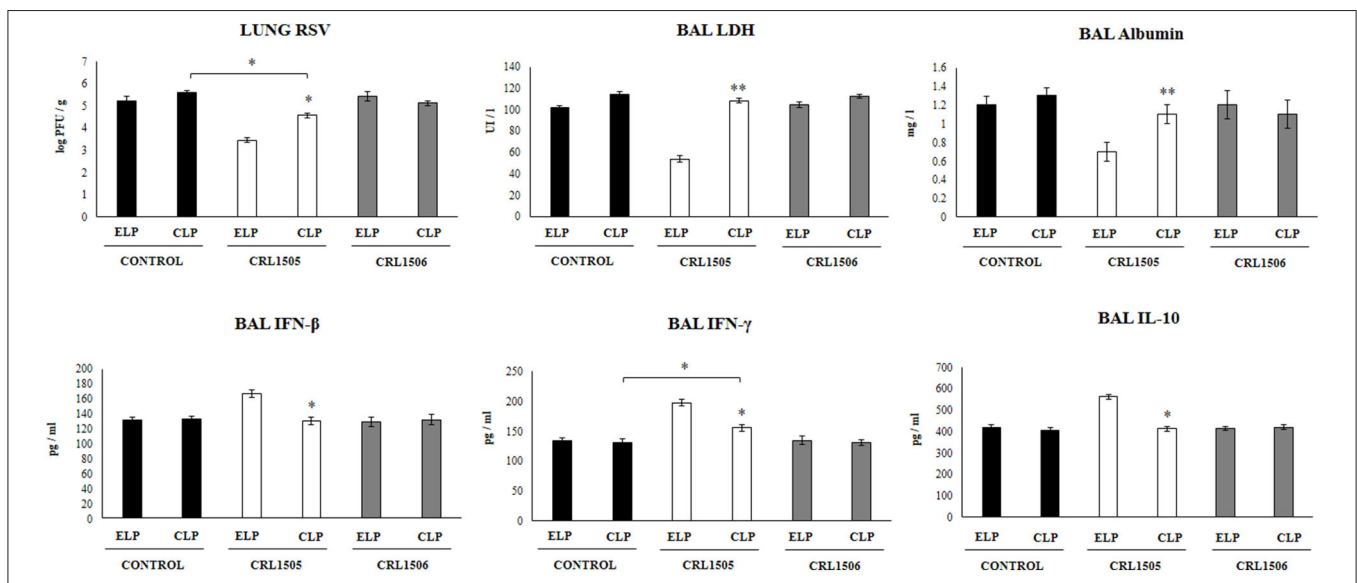 LUNG RSV
log PFU / g
7
6
5
4
3
2
1
0
*
*
ELP CLP ELP CLP ELP CLP
CONTROL CRL1505 CRL1506
BAL LDH
UI / l
140
120
100
80
60
40
20
0
**
ELP CLP ELP CLP ELP CLP
CONTROL CRL1505 CRL1506
BAL Albumin
mg / l
1.6
1.4
1.2
1
0.8
0.6
0.4
0.2
0
**
ELP CLP ELP CLP ELP CLP
CONTROL CRL1505 CRL1506
BAL IFN-β
pg / ml
200
180
160
140
120
100
80
60
40
20
0
*
ELP CLP ELP CLP ELP CLP
CONTROL CRL1505 CRL1506
BAL IFN-γ
pg / ml
250
200
150
100
50
0
*
*
ELP CLP ELP CLP ELP CLP
CONTROL CRL1505 CRL1506
BAL IL-10
pg / ml
700
600
500
400
300
200
100
0
*
ELP CLP ELP CLP ELP CLP
CONTROL CRL1505 CRL1506